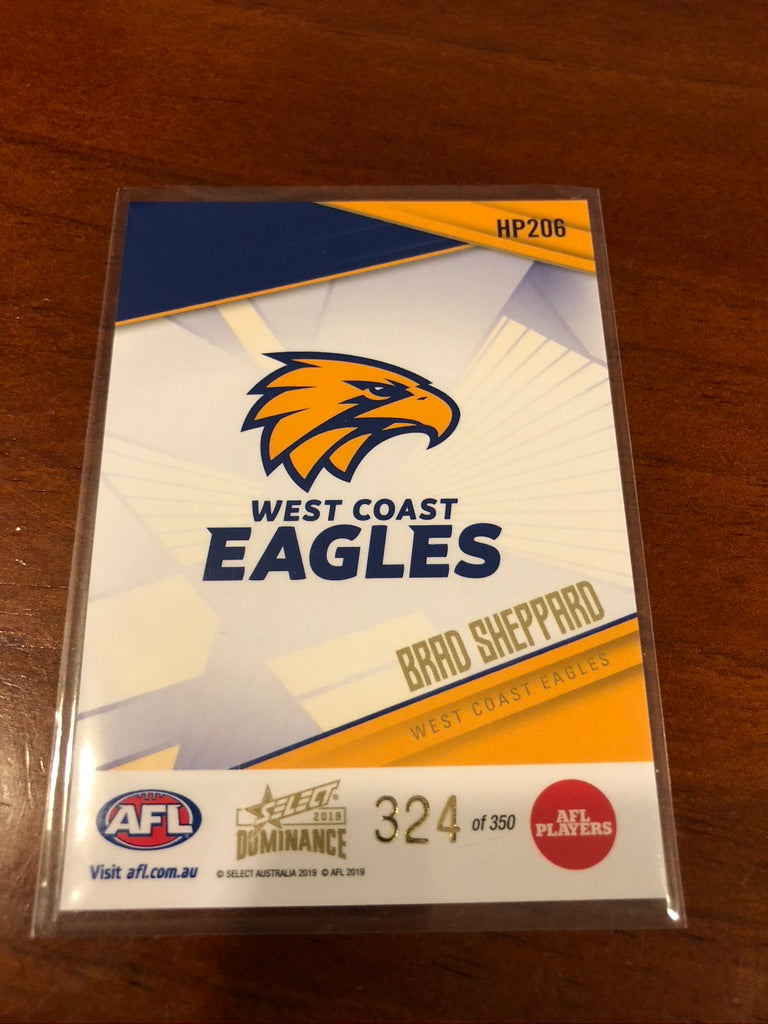 HP206
WEST COAST
EAGLES
BRAD SHEPPARD
WEST COAST EAGLES
AFL
Visit afl.com.au
SELECT
2019
DOMINANCE
© SELECT AUSTRALIA 2019 © AFL 2019
324 of 350
AFL
PLAYERS